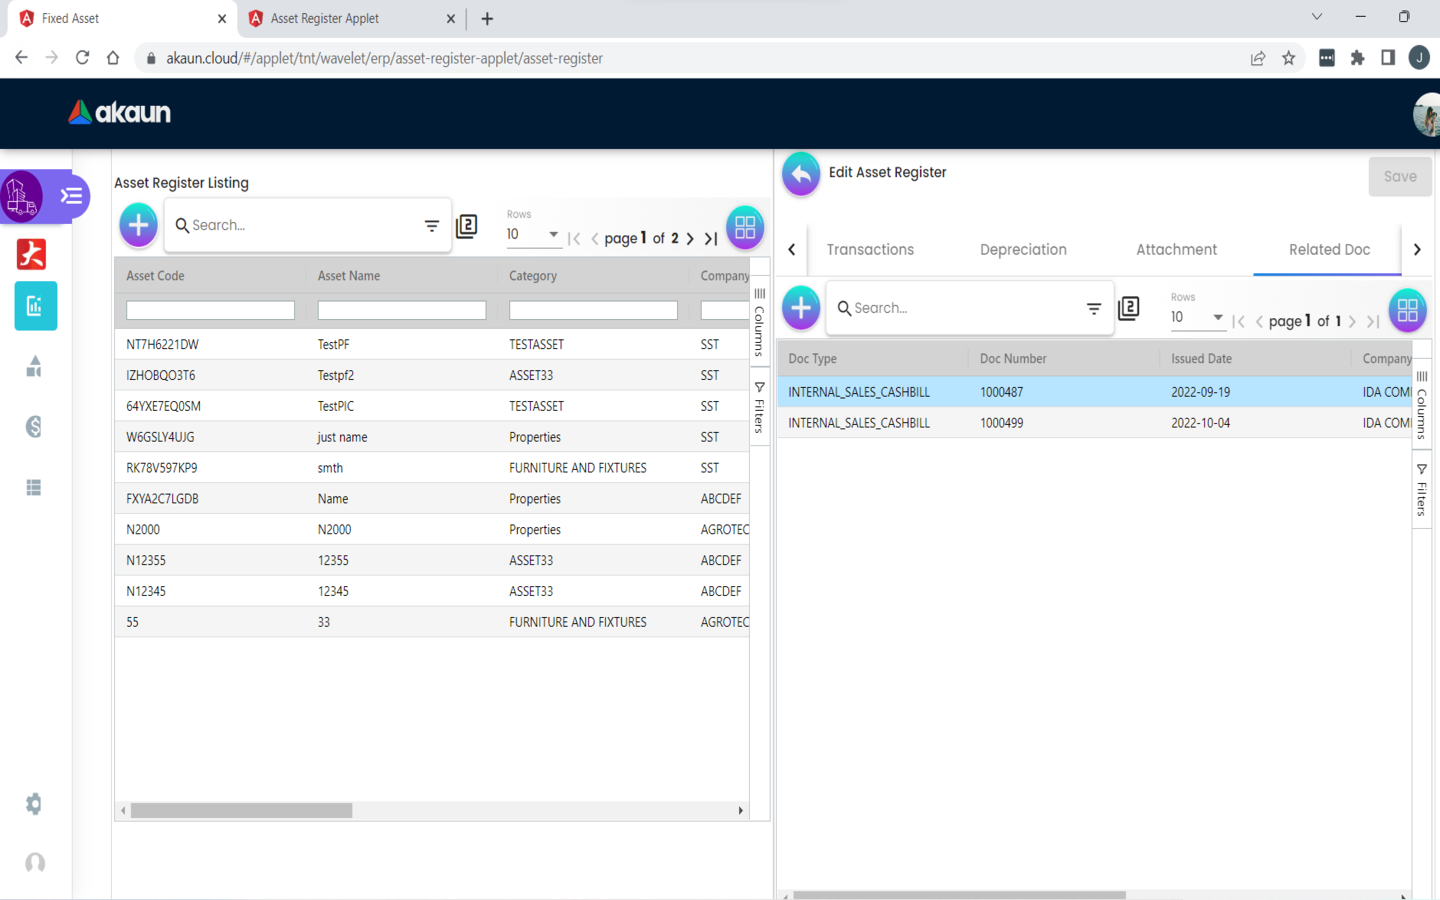 Fixed Asset
Asset Register Applet
akaun.cloud/#/applet/tnt/wavelet/erp/asset-register-applet/asset-register
J
akaun
Asset Register Listing
Search...
2
Rows
10
page 1 of 2
Asset Code Asset Name Category Company
NT7H6221DW TestPF TESTASSET SST
IZHOBQO3T6 Testpf2 ASSET33 SST
64YXE7EQ0SM TestPIC TESTASSET SST
W6GSLY4UJG just name Properties SST
RK78V597KP9 smth FURNITURE AND FIXTURES SST
FXYA2C7LGDB Name Properties ABCDEF
N2000 N2000 Properties AGROTEC
N12355 12355 ASSET33 ABCDEF
N12345 12345 ASSET33 ABCDEF
55 33 FURNITURE AND FIXTURES AGROTEC
Columns
Filters
Edit Asset Register
Save
Transactions Depreciation Attachment Related Doc
Search...
2
Rows
10
page 1 of 1
Doc Type Doc Number Issued Date Company
INTERNAL_SALES_CASHBILL 1000487 2022-09-19 IDA COM
INTERNAL_SALES_CASHBILL 1000499 2022-10-04 IDA COM
Columns
Filters